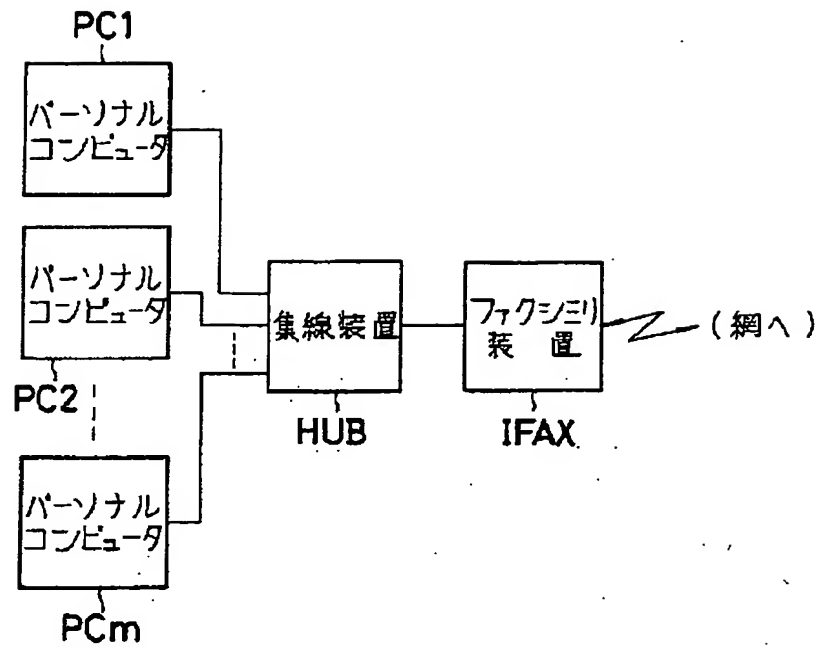 PC1
パーソナル
コンピュータ
パーソナル
コンピュータ
PC2
集線装置
HUB
ファクシミリ
装置
IFAX
(網へ)
パーソナル
コンピュータ
PCm